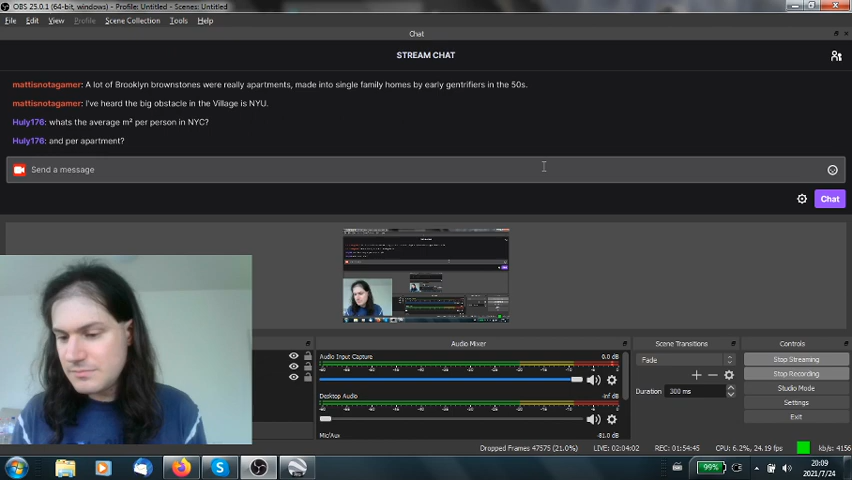 OBS 25.0.1 (64-bit, windows) - Profile: Untitled - Scenes: Untitled
File Edit View Profile Scene Collection Tools Help
Chat
STREAM CHAT
mattisnotagamer: A lot of Brooklyn brownstones were really apartments, made into single family homes by early gentrifiers in the 50s.
mattisnotagamer: I've heard the big obstacle in the Village is NYU.
Huly176: whats the average m² per person in NYC?
Huly176: and per apartment?
Send a message
Chat
Audio Mixer Scene Transitions Controls
Audio Input Capture 0.0 dB
Fade
Stop Streaming
Stop Recording
Duration 300 ms
Studio Mode
Desktop Audio -inf dB
Settings
Exit
Mic/Aux -81.0 dB
Dropped Frames 47575 (21.0%) LIVE: 02:04:02 REC: 01:54:45 CPU: 6.2%, 24.19 fps kb/s: 4156
99%
20:09
2021/7/24